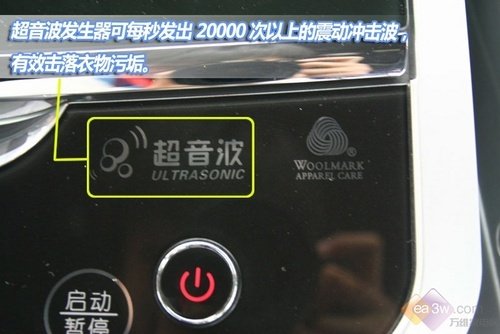 超音波发生器可每秒发出 20000 次以上的震动冲击波，
有效击落衣物污垢。
超音波
ULTRASONIC
WOOLMARK
APPAREL CARE
启动
暂停
ea3w.com